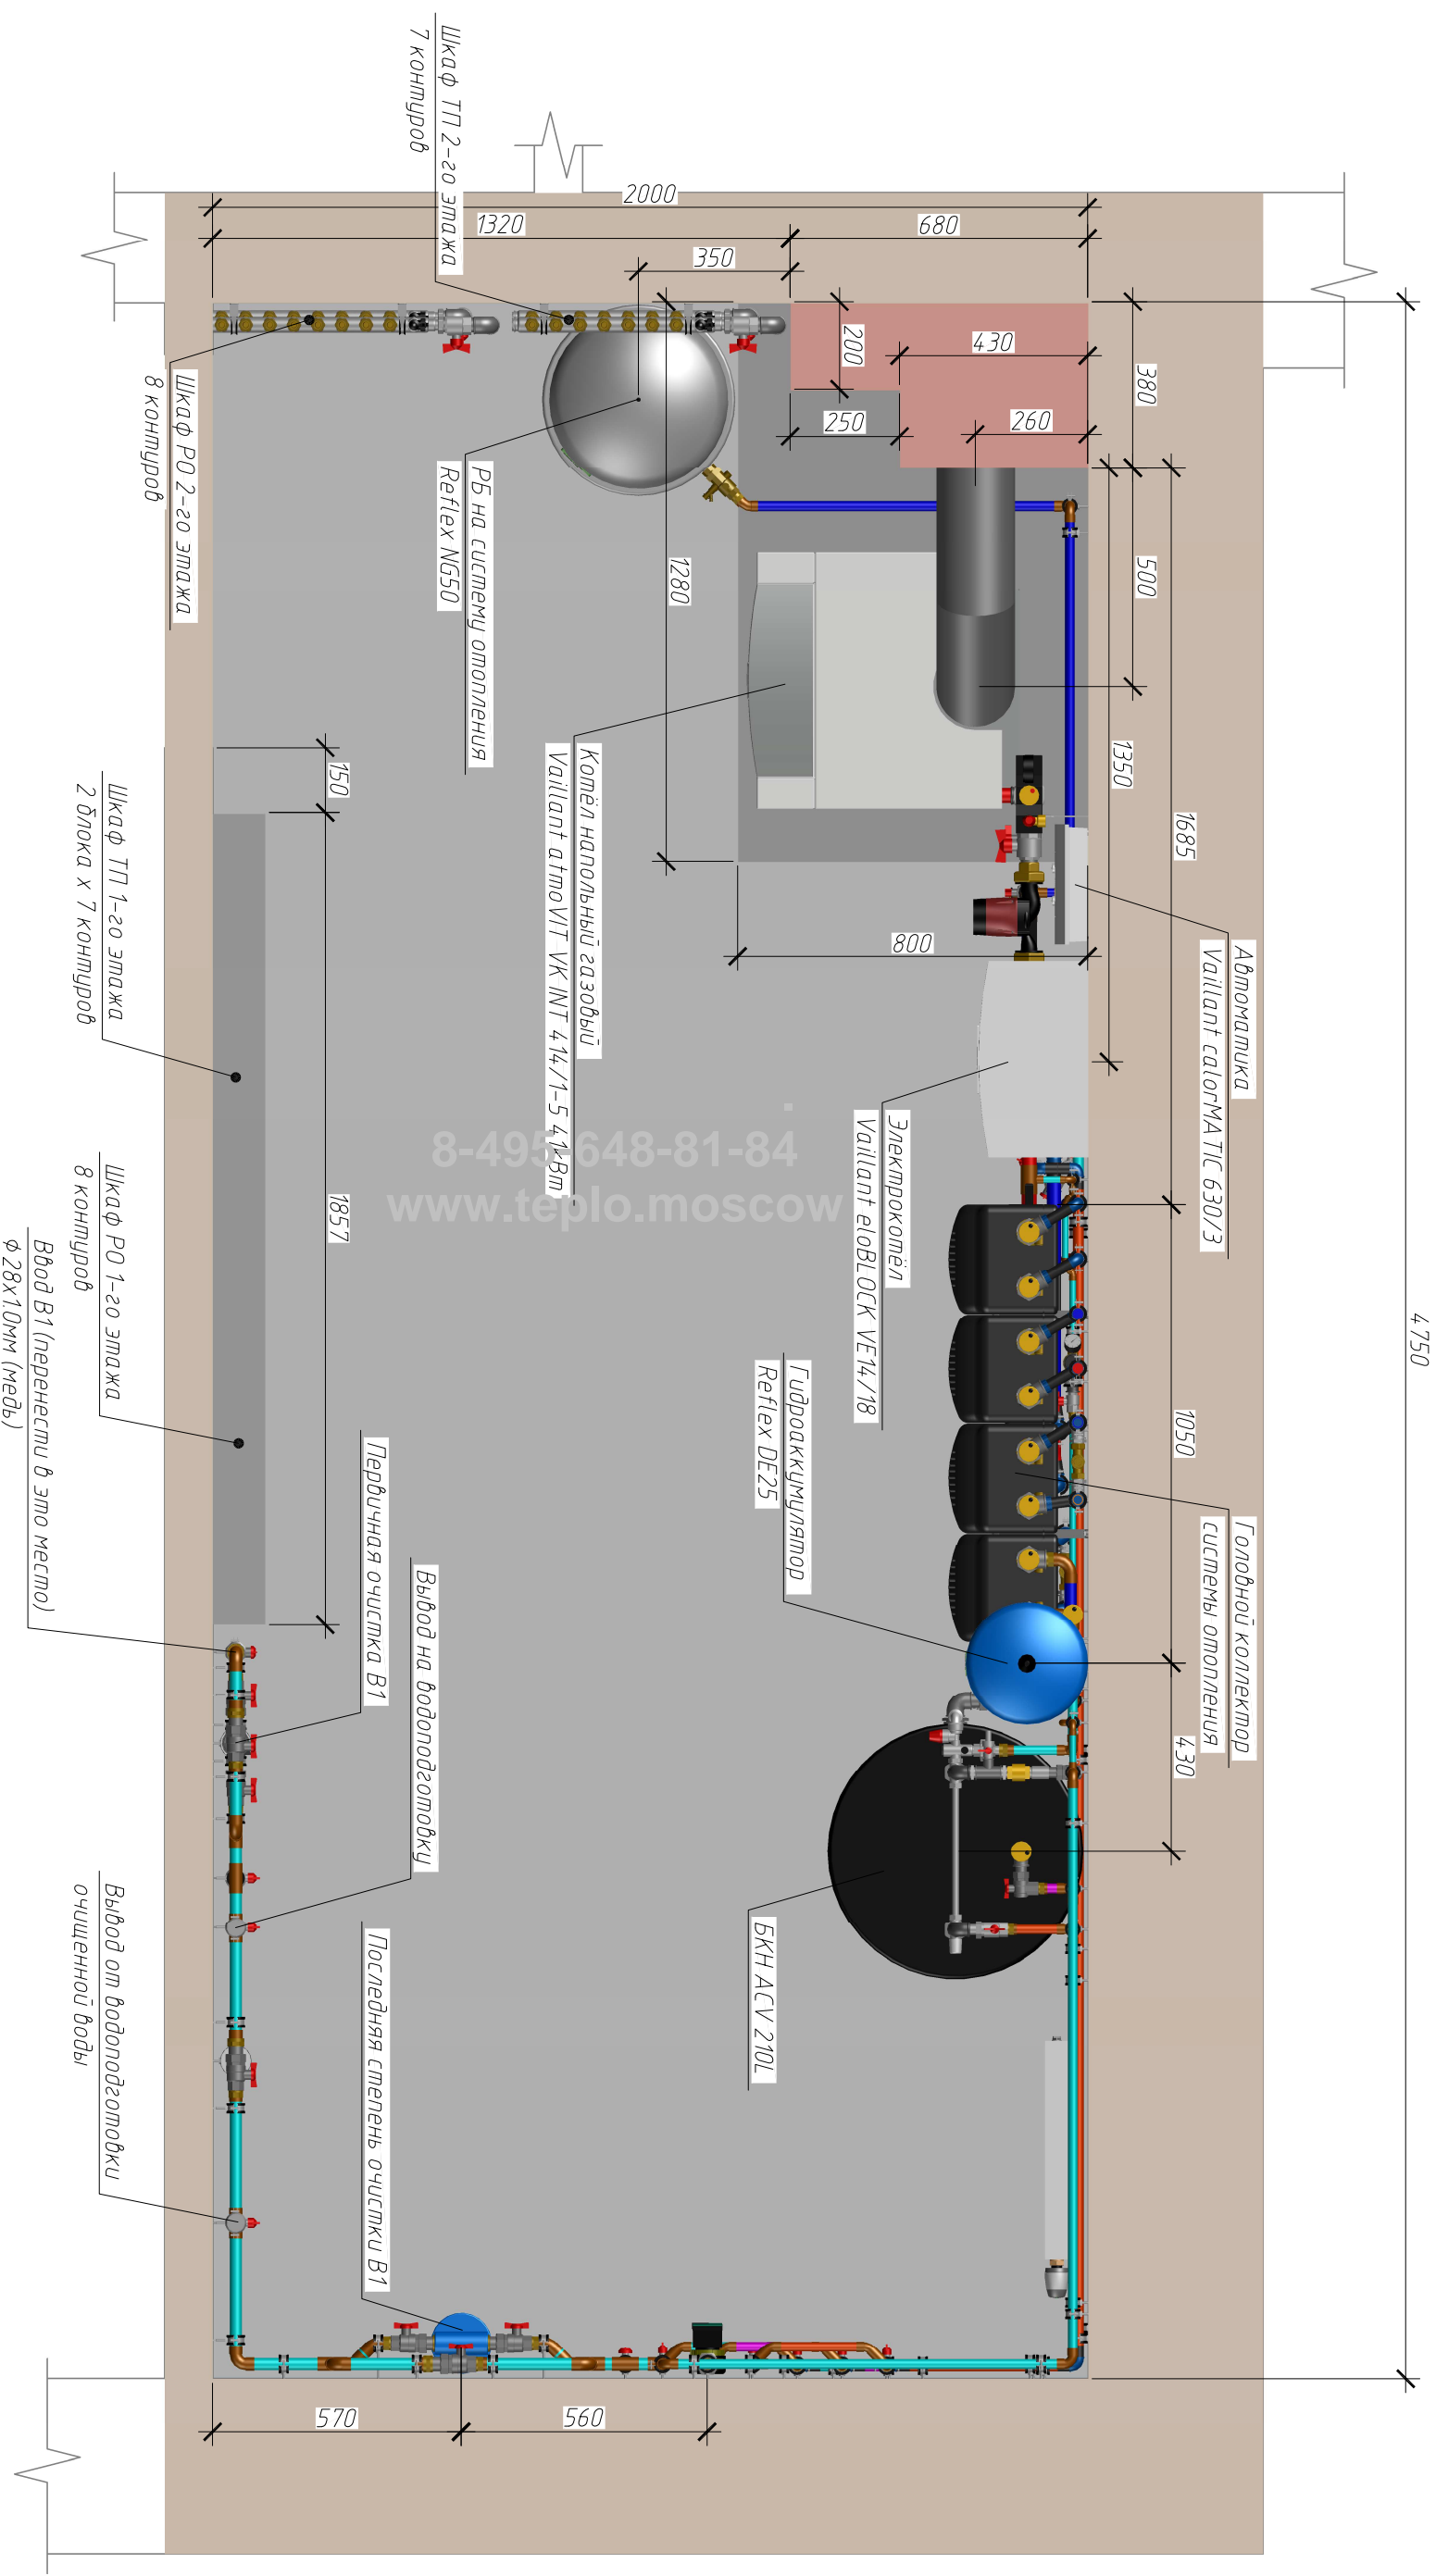 Шкаф ТП 2-го этажа
7 контуров
2000
1320
680
350
Шкаф РО 2-го этажа
8 контуров
200
430
250
260
380
500
РБ на систему отопления
Reflex NG50
1280
1350
1685
4750
150
Котёл напольный газовый
Vaillant atmoVIT VK INT 414/1-5 41кВт
Шкаф ТП 1-го этажа
2 блока х 7 контуров
800
Автоматика
Vaillant calorMATIC 630/3
Электрокотёл
Vaillant eloBLOCK VE14/18
8-495-648-81-84
www.teplo.moscow
1857
Шкаф РО 1-го этажа
8 контуров
Ввод В1 (перенести в это место)
ф28х1.0мм (медь)
Гидроаккумулятор
Reflex DE25
1050
Головной коллектор
системы отопления
Первичная очистка В1
Вывод на водоподготовку
430
БКН ACV 210L
Вывод от водоподготовки
очищенной воды
Последняя степень очистки В1
570
560